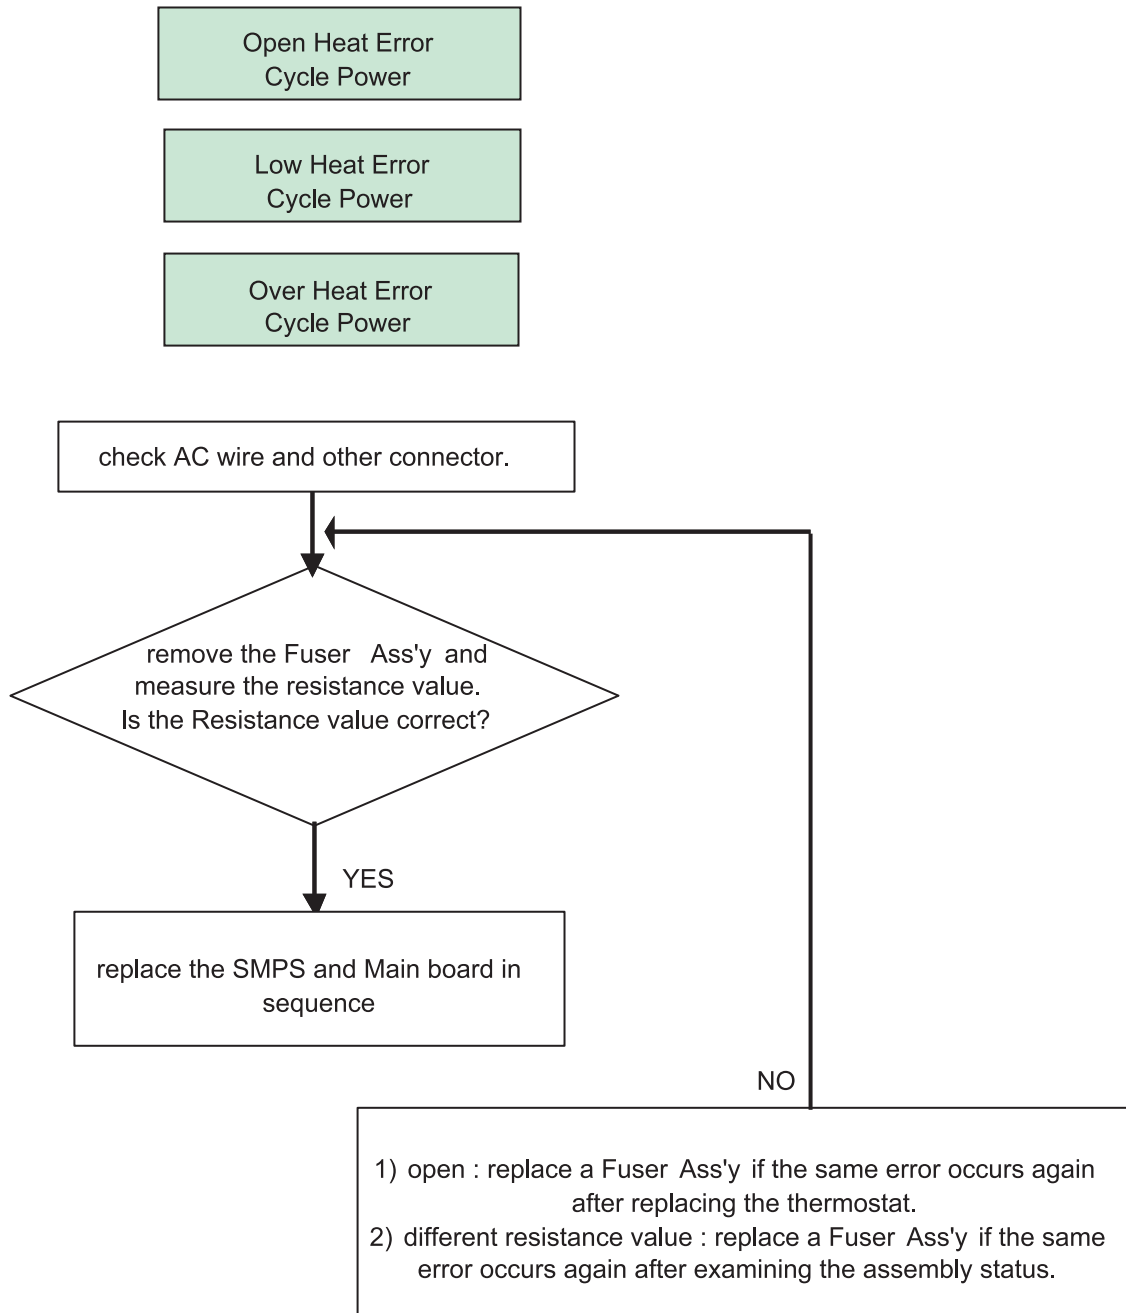 Open Heat Error
Cycle Power
Low Heat Error
Cycle Power
Over Heat Error
Cycle Power
check AC wire and other connector.
remove the Fuser Ass'y and
measure the resistance value.
Is the Resistance value correct?
YES
replace the SMPS and Main board in
sequence
NO
1) open : replace a Fuser Ass'y if the same error occurs again
after replacing the thermostat.
2) different resistance value : replace a Fuser Ass'y if the same
error occurs again after examining the assembly status.